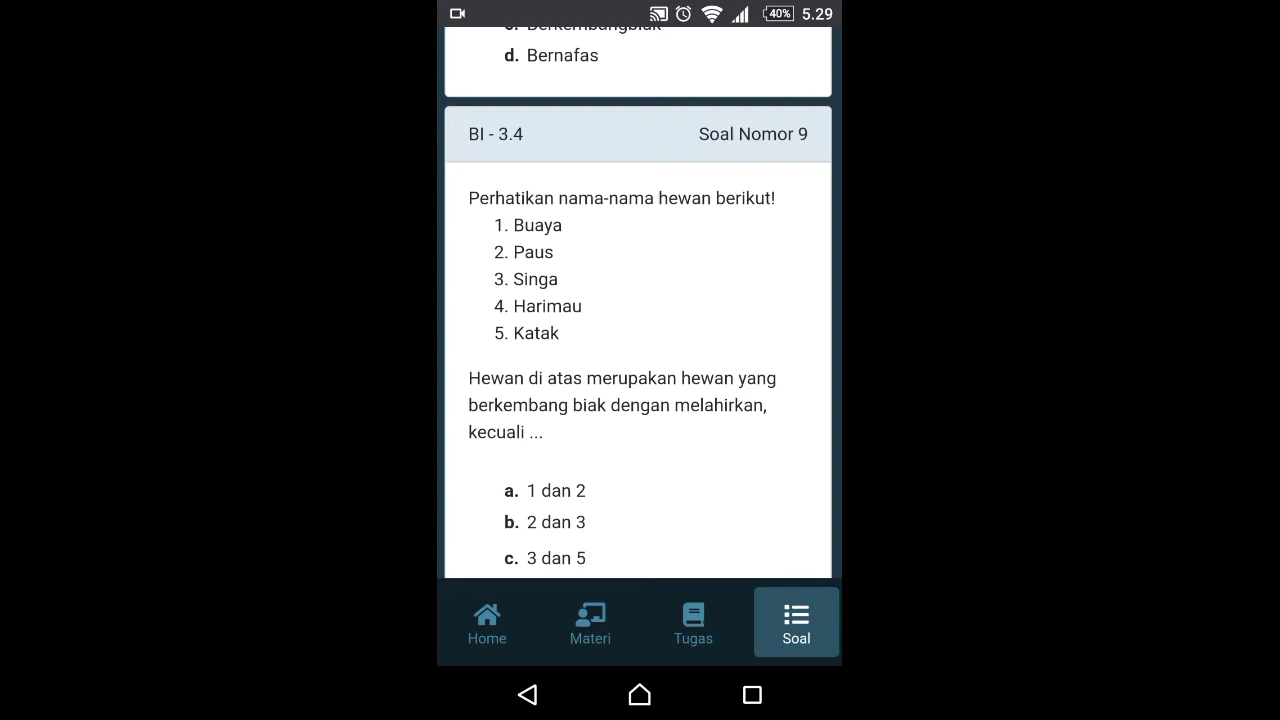 40% 5.29
d. Bernafas
BI - 3.4 Soal Nomor 9
Perhatikan nama-nama hewan berikut!
1. Buaya
2. Paus
3. Singa
4. Harimau
5. Katak
Hewan di atas merupakan hewan yang
berkembang biak dengan melahirkan,
kecuali ...
a. 1 dan 2
b. 2 dan 3
c. 3 dan 5
Home Materi Tugas Soal